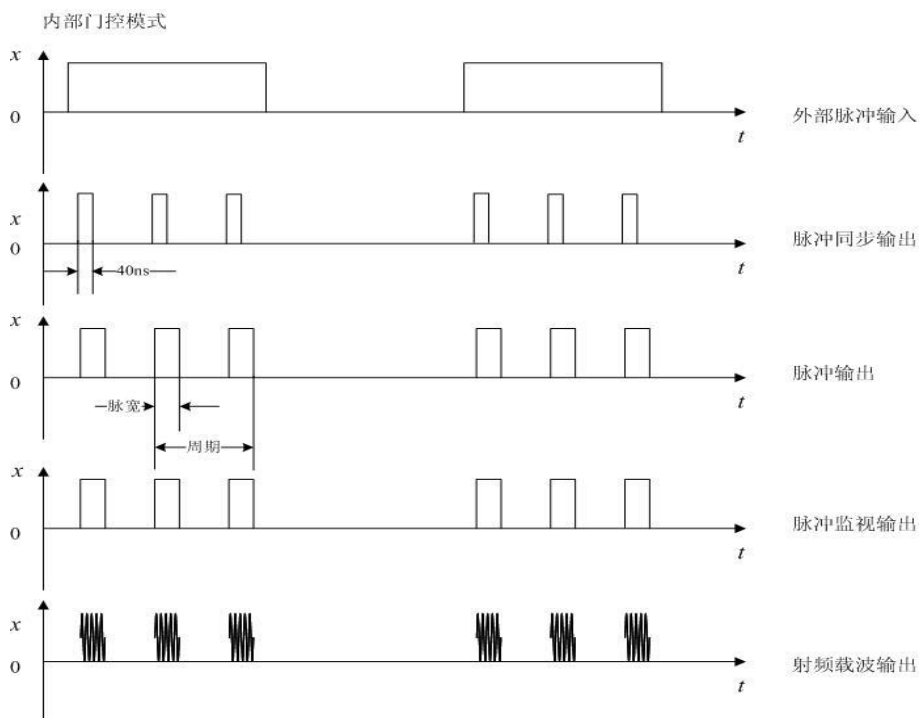 内部门控模式
x
0
t
外部脉冲输入
x
0
t
脉冲同步输出
40ns
x
0
t
脉冲输出
脉宽
周期
x
0
t
脉冲监视输出
x
0
t
射频载波输出